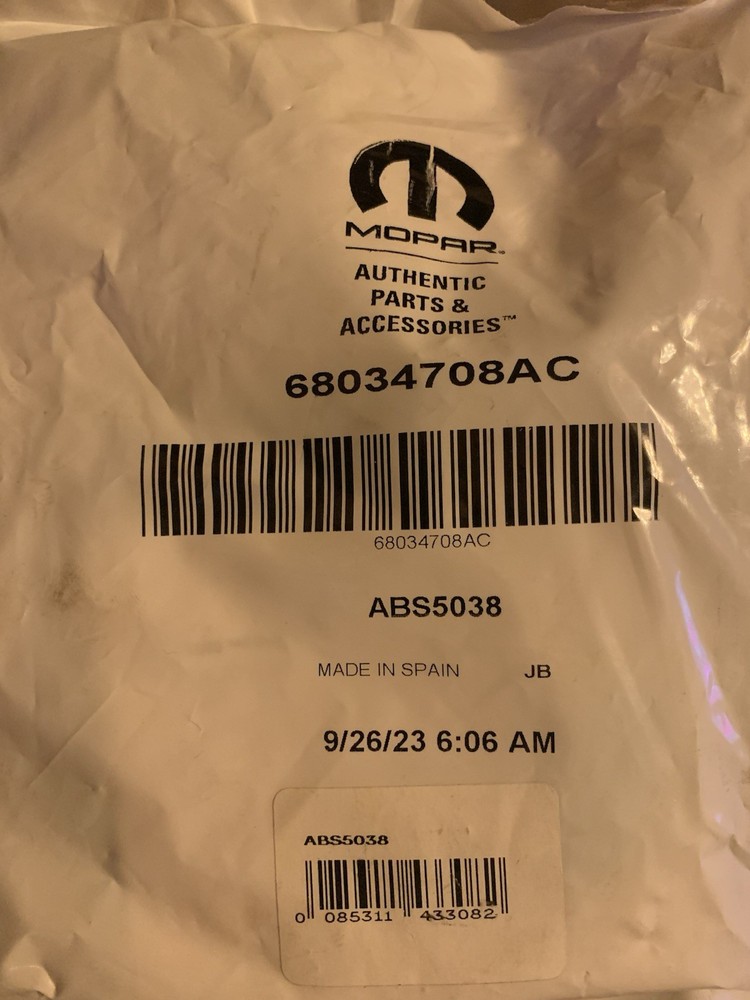 MOPAR
AUTHENTIC
PARTS &
ACCESSORIES™
68034708AC
68034708AC
ABS5038
MADE IN SPAIN JB
9/26/23 6:06 AM
ABS5038
0 085311 433082